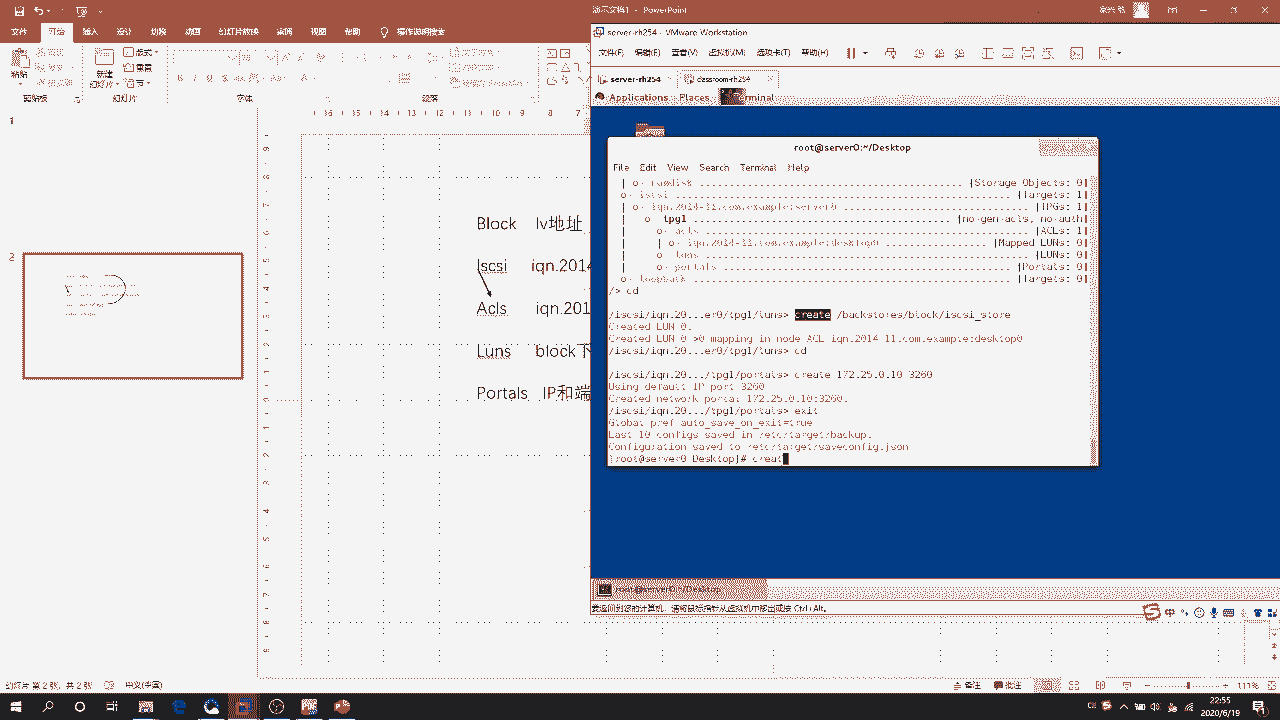 演示文稿1 - PowerPoint
文件 开始 插入 设计 切换 动画 幻灯片放映 审阅 视图 帮助 操作说明搜索
粘贴
新建
幻灯片
版式
重置
节
剪贴板 幻灯片 字体 段落
1
2
Block lv地址
Iscsi iqn.2014
Acls iqn.201
Luns block下
Portals IP和端
server-rh254 - VMware Workstation
文件(F) 编辑(E) 查看(V) 虚拟机(M) 选项卡(T) 帮助(H)
server-rh254 classroom-rh254
Applications Places Terminal
root@server0:~/Desktop
File Edit View Search Terminal Help
| o- ramdisk [Storage Objects: 0]
o- iscsi [Targets: 1]
| o- iqn.2014-11.com.example:server0 [TPGs: 1]
| o- tpg1 [no-gen-acls, no-auth]
| o- acls [ACLs: 1]
| | o- iqn.2014-11.com.example:desktop0 [Mapped LUNs: 0]
| o- luns [LUNs: 0]
| o- portals [Portals: 0]
o- loopback [Targets: 0]
/> cd
/iscsi/iqn.20...er0/tpg1/luns> create /backstores/block/iscsi_store
Created LUN 0.
Created LUN 0->0 mapping in node ACL iqn.2014-11.com.example:desktop0
/iscsi/iqn.20...er0/tpg1/luns> cd
/iscsi/iqn.20.../tpg1/portals> create 172.25.0.10 3260
Using default IP port 3260
Created network portal 172.25.0.10:3260.
/iscsi/iqn.20.../tpg1/portals> exit
Global pref auto_save_on_exit=true
Last 10 configs saved in /etc/target/backup.
Configuration saved to /etc/target/saveconfig.json
[root@server0 Desktop]# creat
root@server0:~/Desktop
要返回到您的计算机，请将鼠标指针从虚拟机中移出或按 Ctrl+Alt。
幻灯片 第 2 张，共 2 张 中文(中国)
备注 批注 111%
22:55
2020/6/19